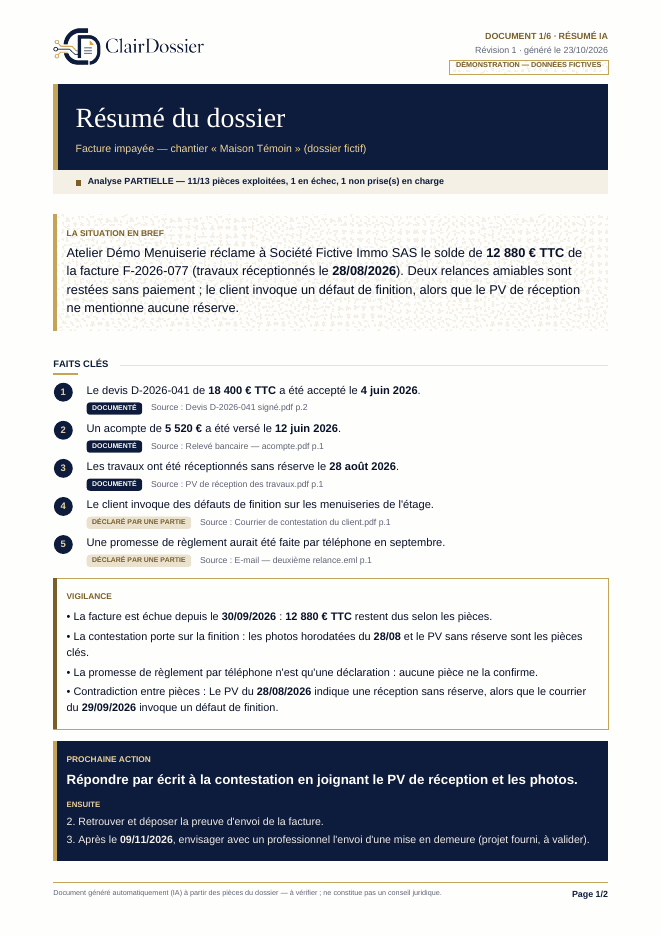 ClairDossier
DOCUMENT 1/6 · RÉSUMÉ IA
Révision 1 · généré le 23/10/2026
DÉMONSTRATION — DONNÉES FICTIVES
Résumé du dossier
Facture impayée — chantier « Maison Témoin » (dossier fictif)
Analyse PARTIELLE — 11/13 pièces exploitées, 1 en échec, 1 non prise(s) en charge
LA SITUATION EN BREF
Atelier Démo Menuiserie réclame à Société Fictive Immo SAS le solde de 12 880 € TTC de
la facture F-2026-077 (travaux réceptionnés le 28/08/2026). Deux relances amiables sont
restées sans paiement ; le client invoque un défaut de finition, alors que le PV de réception
ne mentionne aucune réserve.
FAITS CLÉS
1 Le devis D-2026-041 de 18 400 € TTC a été accepté le 4 juin 2026.
DOCUMENTÉ Source : Devis D-2026-041 signé.pdf p.2
2 Un acompte de 5 520 € a été versé le 12 juin 2026.
DOCUMENTÉ Source : Relevé bancaire — acompte.pdf p.1
3 Les travaux ont été réceptionnés sans réserve le 28 août 2026.
DOCUMENTÉ Source : PV de réception des travaux.pdf p.1
4 Le client invoque des défauts de finition sur les menuiseries de l'étage.
DÉCLARÉ PAR UNE PARTIE Source : Courrier de contestation du client.pdf p.1
5 Une promesse de règlement aurait été faite par téléphone en septembre.
DÉCLARÉ PAR UNE PARTIE Source : E-mail — deuxième relance.eml p.1
VIGILANCE
• La facture est échue depuis le 30/09/2026 : 12 880 € TTC restent dus selon les pièces.
• La contestation porte sur la finition : les photos horodatées du 28/08 et le PV sans réserve sont les pièces
clés.
• La promesse de règlement par téléphone n'est qu'une déclaration : aucune pièce ne la confirme.
• Contradiction entre pièces : Le PV du 28/08/2026 indique une réception sans réserve, alors que le courrier
du 29/09/2026 invoque un défaut de finition.
PROCHAINE ACTION
Répondre par écrit à la contestation en joignant le PV de réception et les photos.
ENSUITE
2. Retrouver et déposer la preuve d'envoi de la facture.
3. Après le 09/11/2026, envisager avec un professionnel l'envoi d'une mise en demeure (projet fourni, à valider).
Document généré automatiquement (IA) à partir des pièces du dossier — à vérifier ; ne constitue pas un conseil juridique.
Page 1/2